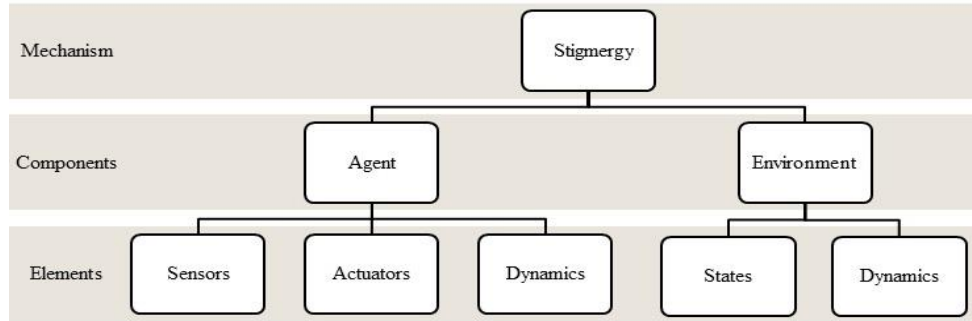 Mechanism
Stigmergy
Components
Agent
Environment
Elements
Sensors
Actuators
Dynamics
States
Dynamics